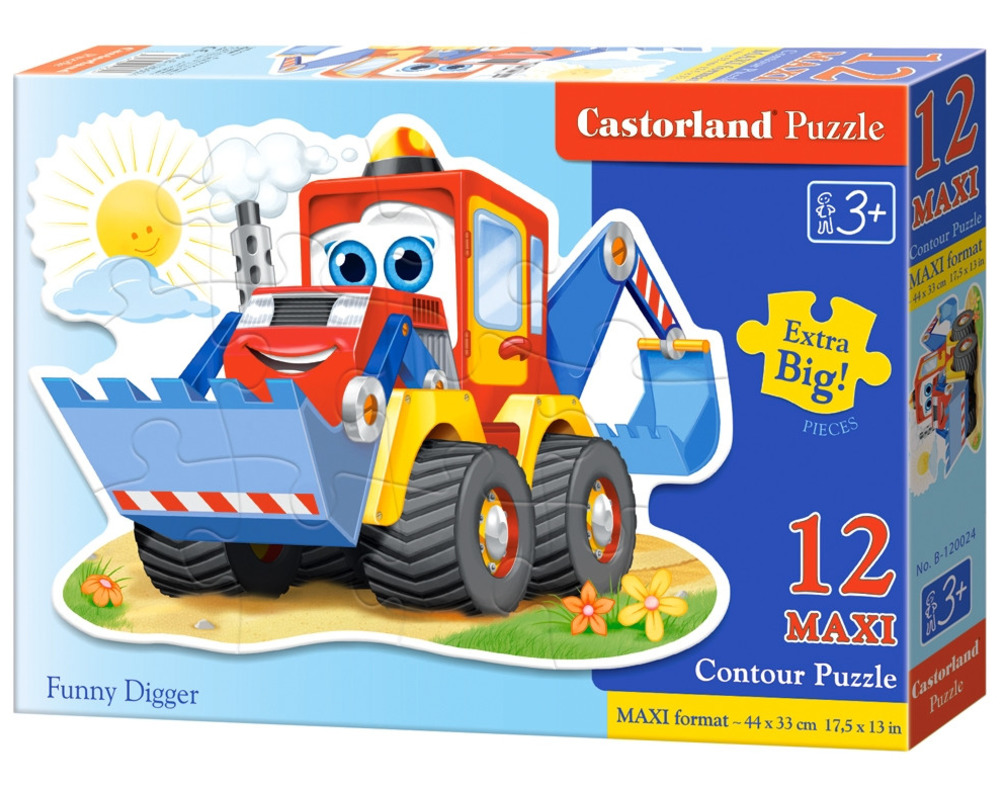 Castorland Puzzle
3+
Extra
Big!
PIECES
12
MAXI
Contour Puzzle
MAXI format ~ 44 x 33 cm 17,5 x 13 in
Funny Digger
12
MAXI
Contour Puzzle
MAXI format
~ 44 x 33 cm 17,5 x 13 in
No. B-120024
3+
Castorland
Puzzle
12
MAXI